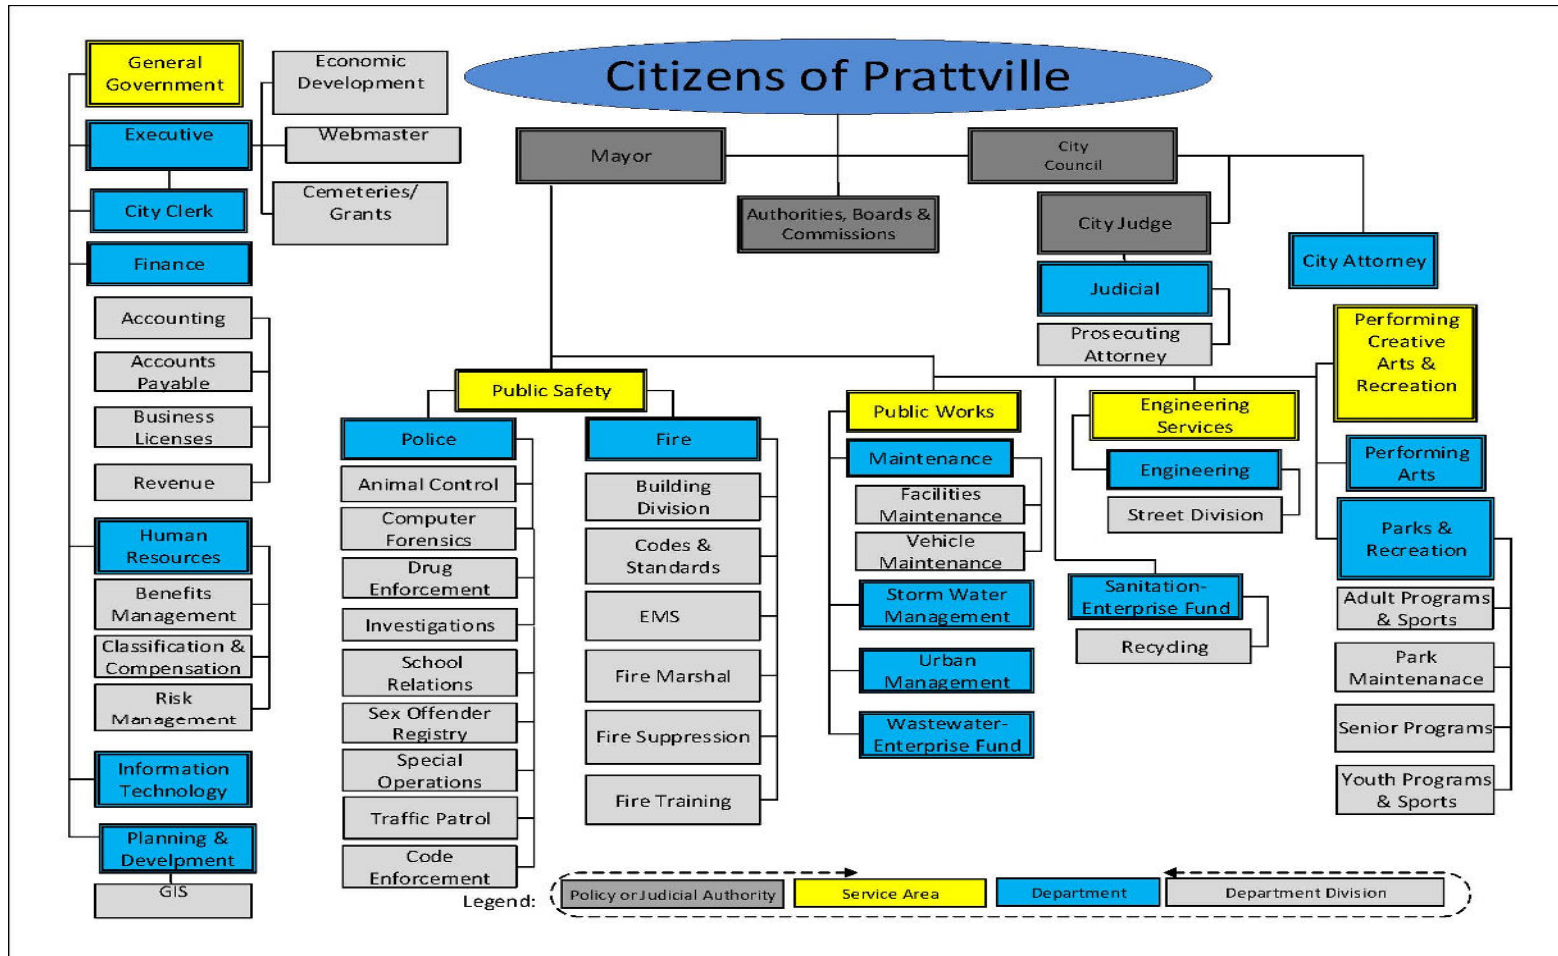 Citizens of Prattville
General
Government
Executive
City Clerk
Finance
Accounting
Accounts
Payable
Business
Licenses
Revenue
Human
Resources
Benefits
Management
Classification &
Compensation
Risk
Management
Information
Technology
Planning &
Develpment
GIS
Economic
Development
Webmaster
Cemeteries/
Grants
Mayor
City
Council
Authorities, Boards &
Commissions
City Judge
Judicial
Prosecuting
Attorney
City Attorney
Public Safety
Police
Animal Control
Computer
Forensics
Drug
Enforcement
Investigations
School
Relations
Sex Offender
Registry
Special
Operations
Traffic Patrol
Code
Enforcement
Fire
Building
Division
Codes &
Standards
EMS
Fire Marshal
Fire Suppression
Fire Training
Public Works
Maintenance
Facilities
Maintenance
Vehicle
Maintenance
Storm Water
Management
Urban
Management
Wastewater-
Enterprise Fund
Sanitation-
Enterprise Fund
Recycling
Engineering
Services
Engineering
Street Division
Performing
Creative
Arts &
Recreation
Performing
Arts
Parks &
Recreation
Adult Programs
& Sports
Park
Maintenanace
Senior Programs
Youth Programs
& Sports
Legend:
Policy or Judicial Authority
Service Area
Department
Department Division